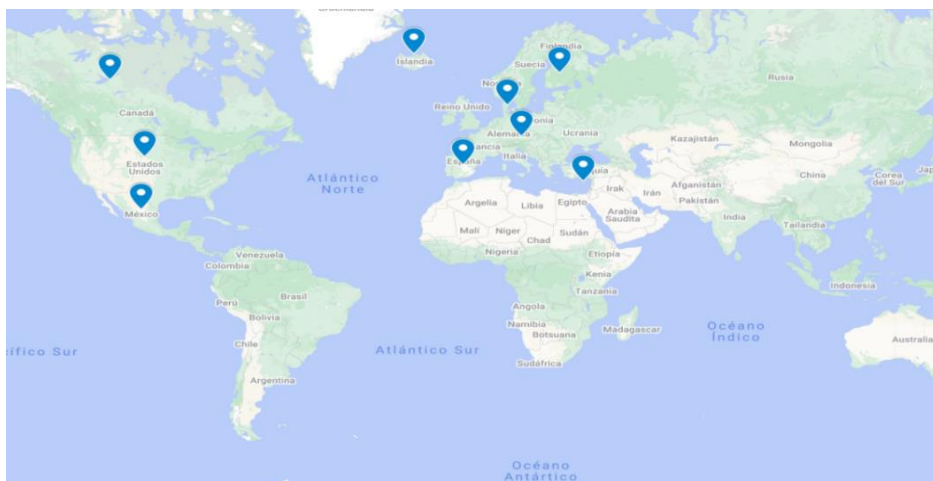 Islandia
Finlandia
Suecia
Rusia
Canadá
Reino Unido
Alemania
Ucrania
Kazajistán
Mongolia
Estados
Unidos
España
Italia
Atlántico
Norte
China
Corea
del Sur
Afganistán
Irak
Irán
Pakistán
Argelia
Libia
Egipto
Arabia
Saudita
México
India
Tailandia
Malí
Níger
Chad
Sudán
Nigeria
Etiopía
Venezuela
Colombia
Kenia
Indonesia
Tanzania
Perú
Brasil
Angola
Bolivia
Namibia
Botsuana
Madagascar
Océano
Índico
Chile
Australia
cífico Sur
Atlántico Sur
Sudáfrica
Argentina
Océano
Antártico